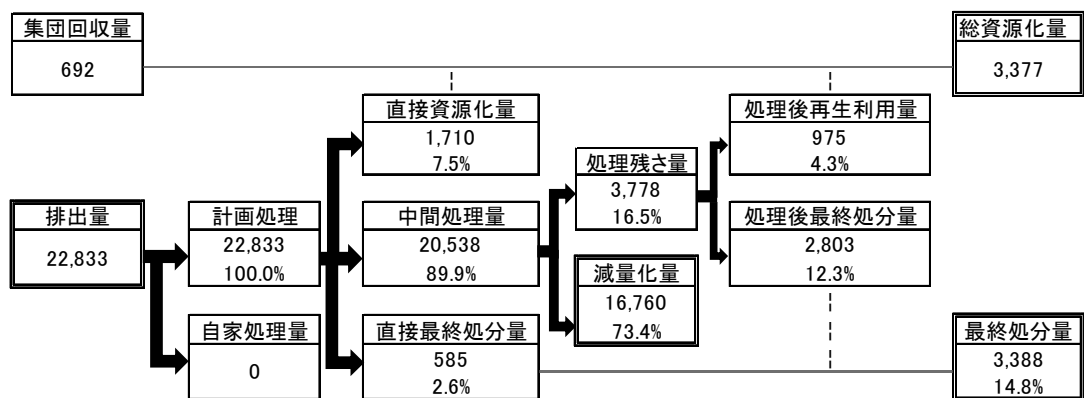 集団回収量
692
総資源化量
3,377
直接資源化量
1,710
7.5%
処理後再生利用量
975
4.3%
処理残さ量
3,778
16.5%
排出量
22,833
計画処理
22,833
100.0%
中間処理量
20,538
89.9%
処理後最終処分量
2,803
12.3%
減量化量
16,760
73.4%
自家処理量
0
直接最終処分量
585
2.6%
最終処分量
3,388
14.8%